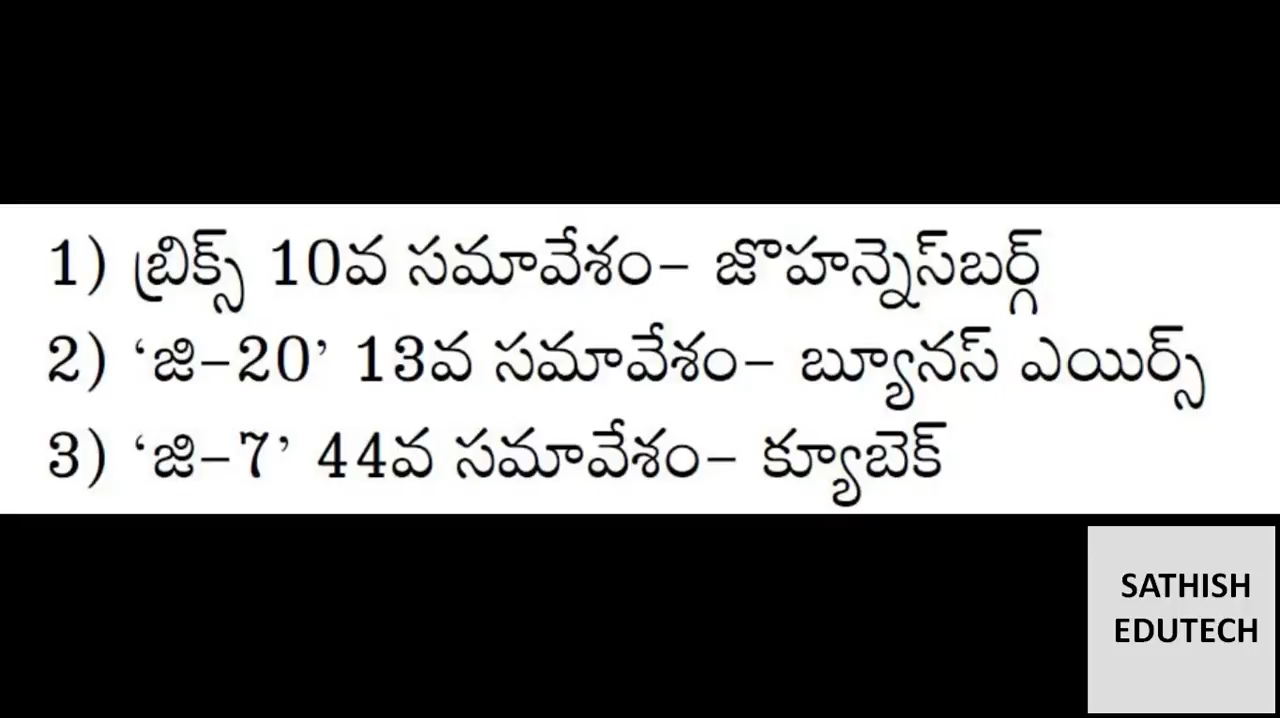 1) బ్రిక్స్ 10వ సమావేశం– జొహన్నెస్‌బర్గ్
2) ‘జి–20’ 13వ సమావేశం– బ్యూనస్ ఎయిర్స్
3) ‘జి–7’ 44వ సమావేశం– క్యూబెక్
SATHISH
EDUTECH